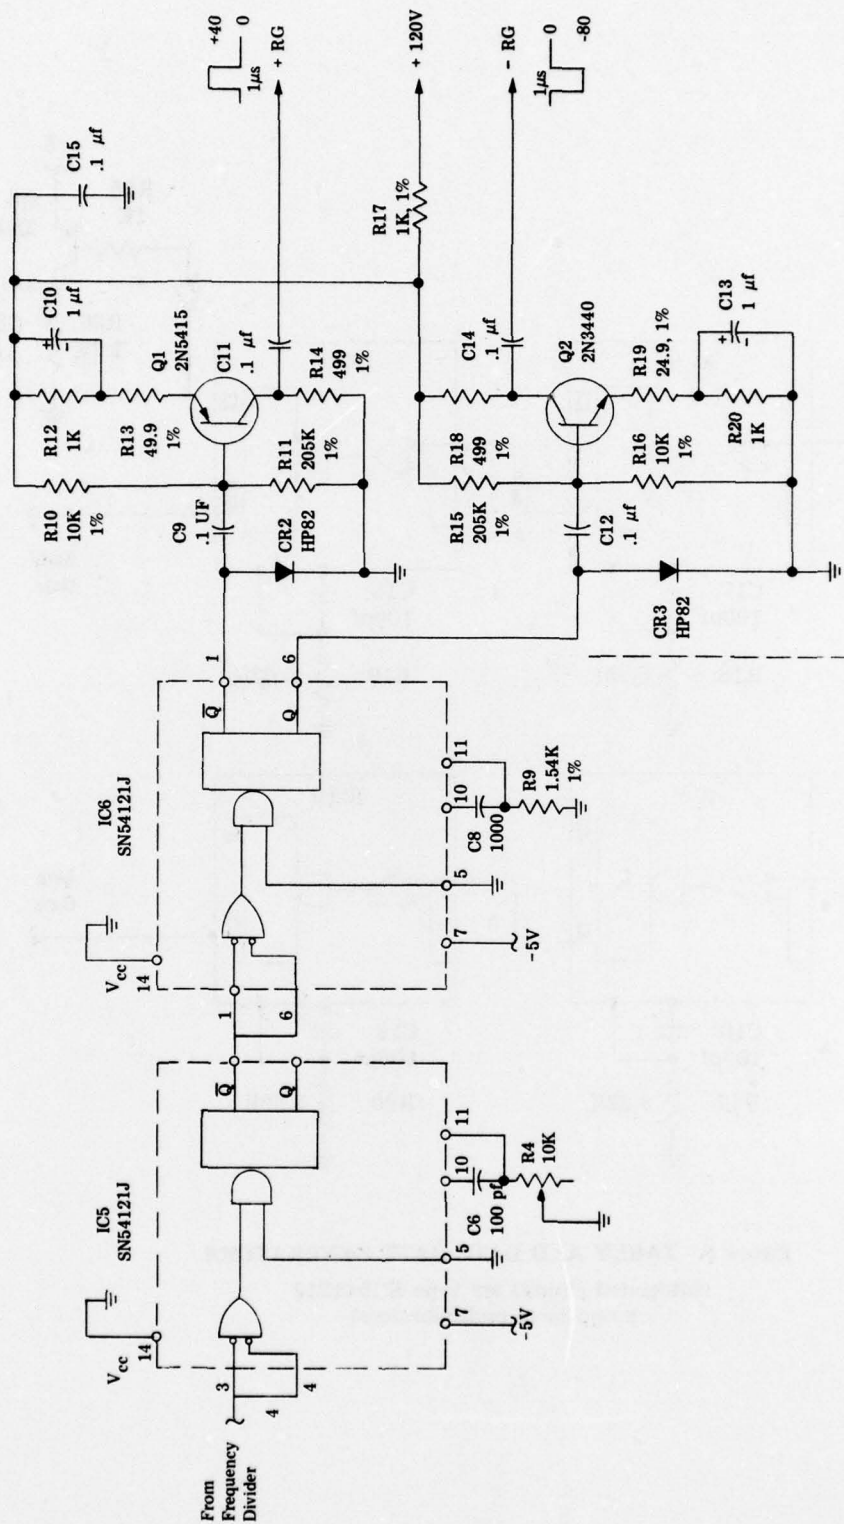 From
Frequency
Divider
3
4
4
14
Vcc
IC5
SN54121J
Q̅
Q
7
-5V
5
10
11
C6
100 pf
R4
10K
1
6
14
Vcc
IC6
SN54121J
Q̅
Q
7
-5V
5
10
11
C8
1000
R9
1.54K
1%
1
6
R10
10K
1%
R12
1K
C10
1 µf
+
-
C15
.1 µf
R13
49.9
1%
Q1
2N5415
C9
.1 UF
C11
.1 µf
CR2
HP82
R11
205K
1%
R14
499
1%
+40
0
1µs
+ RG
R17
1K, 1%
+ 120V
R15
205K
1%
R18
499
1%
C14
.1 µf
- RG
1µs
0
-80
Q2
2N3440
C12
.1 µf
CR3
HP82
R16
10K
1%
R19
24.9, 1%
R20
1K
C13
1 µf
+
-